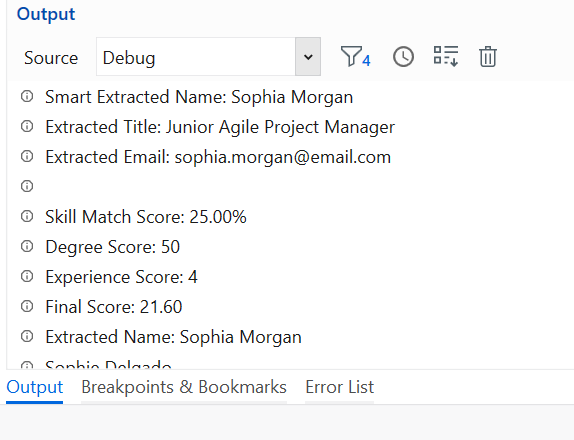 Output
Source Debug 4
Smart Extracted Name: Sophia Morgan
Extracted Title: Junior Agile Project Manager
Extracted Email: sophia.morgan@email.com
Skill Match Score: 25.00%
Degree Score: 50
Experience Score: 4
Final Score: 21.60
Extracted Name: Sophia Morgan
Sophie Delgado
Output Breakpoints & Bookmarks Error List